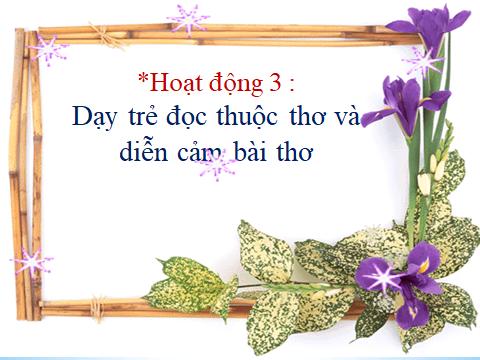 *Hoạt động 3 :
Dạy trẻ đọc thuộc thơ và
diễn cảm bài thơ